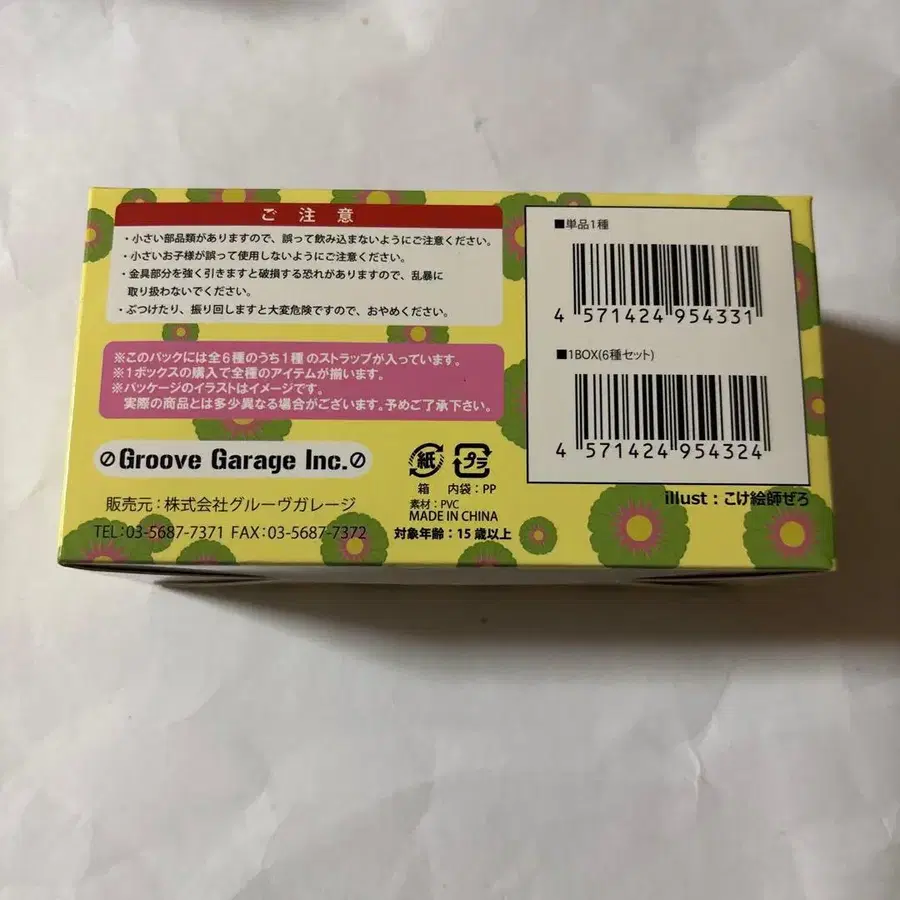 ご注意
・小さい部品類がありますので、誤って飲み込まないようにご注意ください。
・小さいお子様が誤って使用しないようにご注意ください。
・金具部分を強く引きますと破損する恐れがありますので、乱暴に
取り扱わないでください。
・ぶつけたり、振り回しますと大変危険ですので、おやめください。
※このパックには全6種のうち1種のストラップが入っています。
※1ボックスの購入で全種のアイテムが揃います。
※パッケージのイラストはイメージです。
実際の商品とは多少異なる場合がございます。予めご了承下さい。
Groove Garage Inc.
販売元：株式会社グルーヴガレージ
TEL:03-5687-7371 FAX:03-5687-7372
紙 プラ
箱 内袋：PP
素材：PVC
MADE IN CHINA
対象年齢：15歳以上
■単品1種
4 571424 954331
■1BOX(6種セット)
4 571424 954324
illust：こけ絵師ぜろ